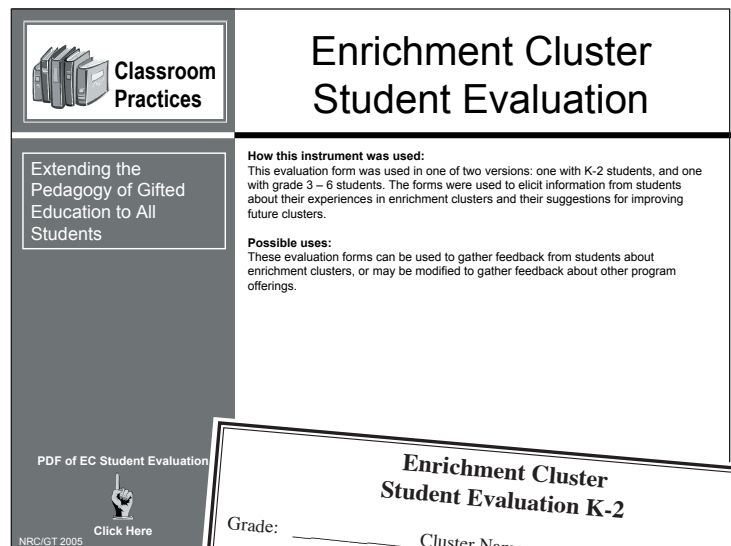 Classroom
Practices
Enrichment Cluster
Student Evaluation
Extending the
Pedagogy of Gifted
Education to All
Students
How this instrument was used:
This evaluation form was used in one of two versions: one with K-2 students, and one
with grade 3 – 6 students. The forms were used to elicit information from students
about their experiences in enrichment clusters and their suggestions for improving
future clusters.
Possible uses:
These evaluation forms can be used to gather feedback from students about
enrichment clusters, or may be modified to gather feedback about other program
offerings.
PDF of EC Student Evaluation
Click Here
NRC/GT 2005
Enrichment Cluster
Student Evaluation K-2
Grade: Cluster Name